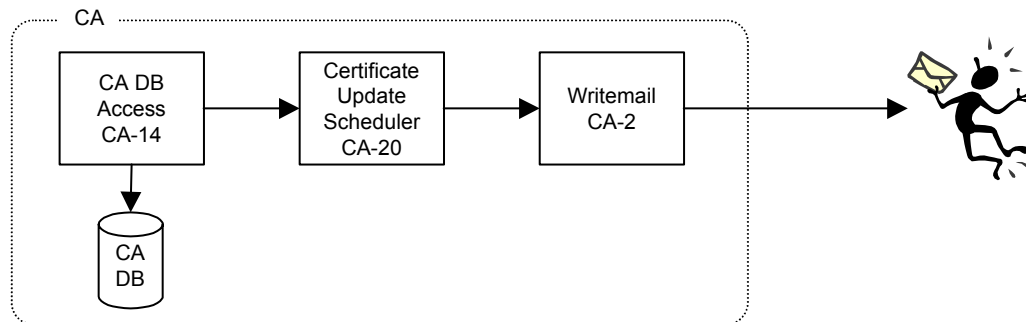 CA
CA DB
Access
CA-14
Certificate
Update
Scheduler
CA-20
Writemail
CA-2
CA
DB